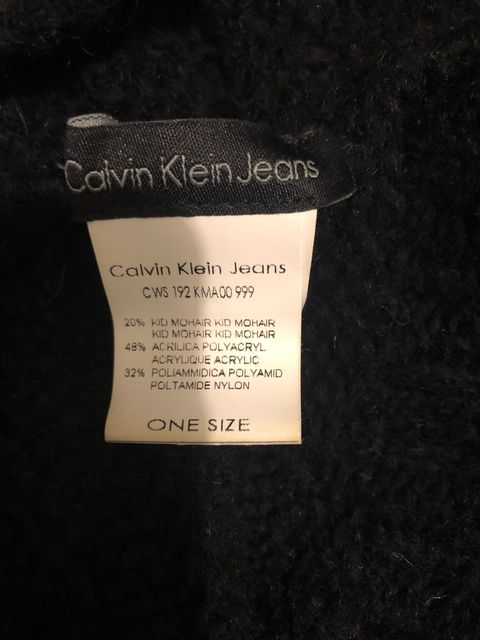 Calvin Klein Jeans
Calvin Klein Jeans
CWS 192 KMA00 999
20% KID MOHAIR KID MOHAIR
KID MOHAIR KID MOHAIR
48% ACRILICA POLYACRYL
ACRYLIQUE ACRYLIC
32% POLIAMMIDICA POLYAMID
POLTAMIDE NYLON
ONE SIZE